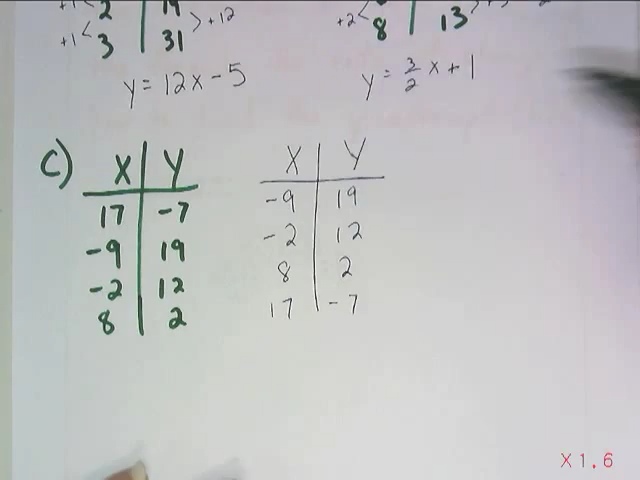 +1 < 2 | 19 > +12
+1 < 3 | 31
y = 12x - 5
+2 < 8 | 13
y = 3/2 x + 1
c)
X | Y
17 | -7
-9 | 19
-2 | 12
8 | 2
X | Y
-9 | 19
-2 | 12
8 | 2
17 | -7
X1.6